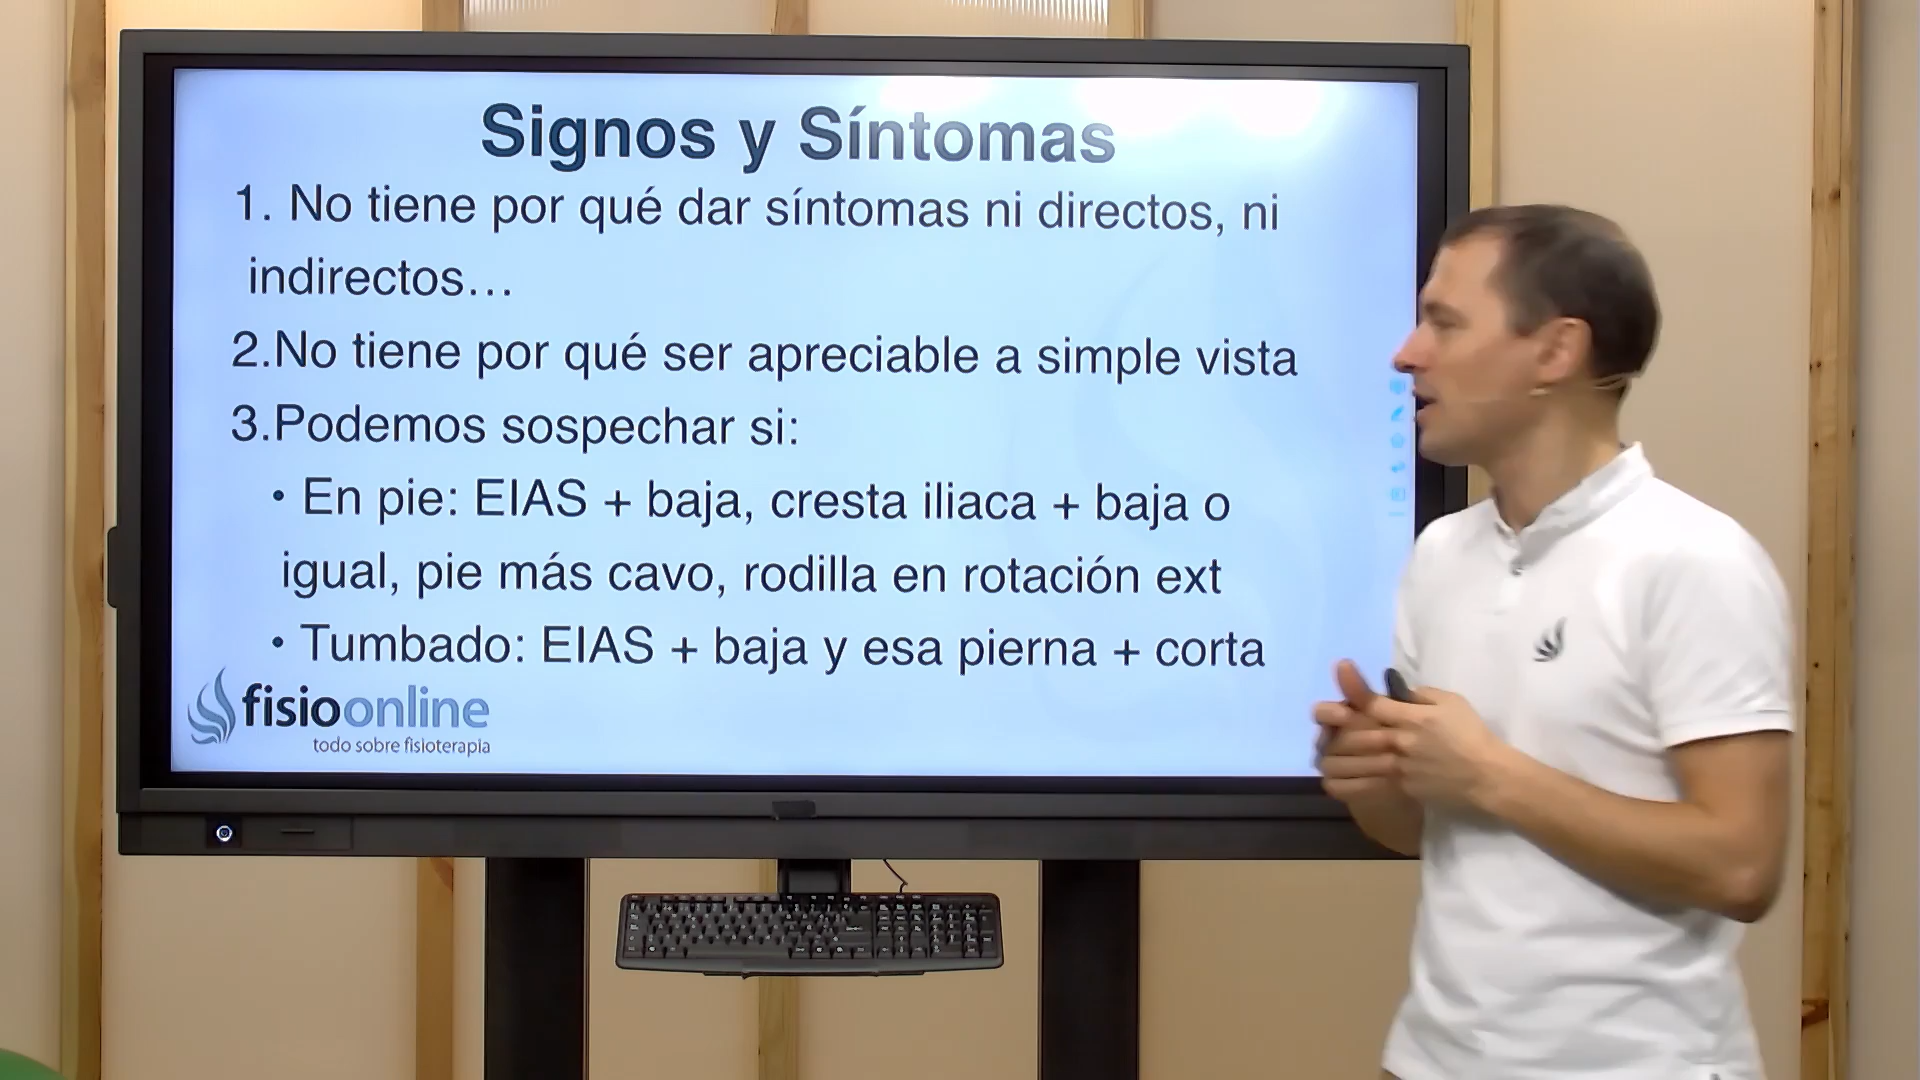 Signos y Síntomas
1. No tiene por qué dar síntomas ni directos, ni
indirectos...
2.No tiene por qué ser apreciable a simple vista
3.Podemos sospechar si:
• En pie: EIAS + baja, cresta iliaca + baja o
igual, pie más cavo, rodilla en rotación ext
• Tumbado: EIAS + baja y esa pierna + corta
fisioonline
todo sobre fisioterapia